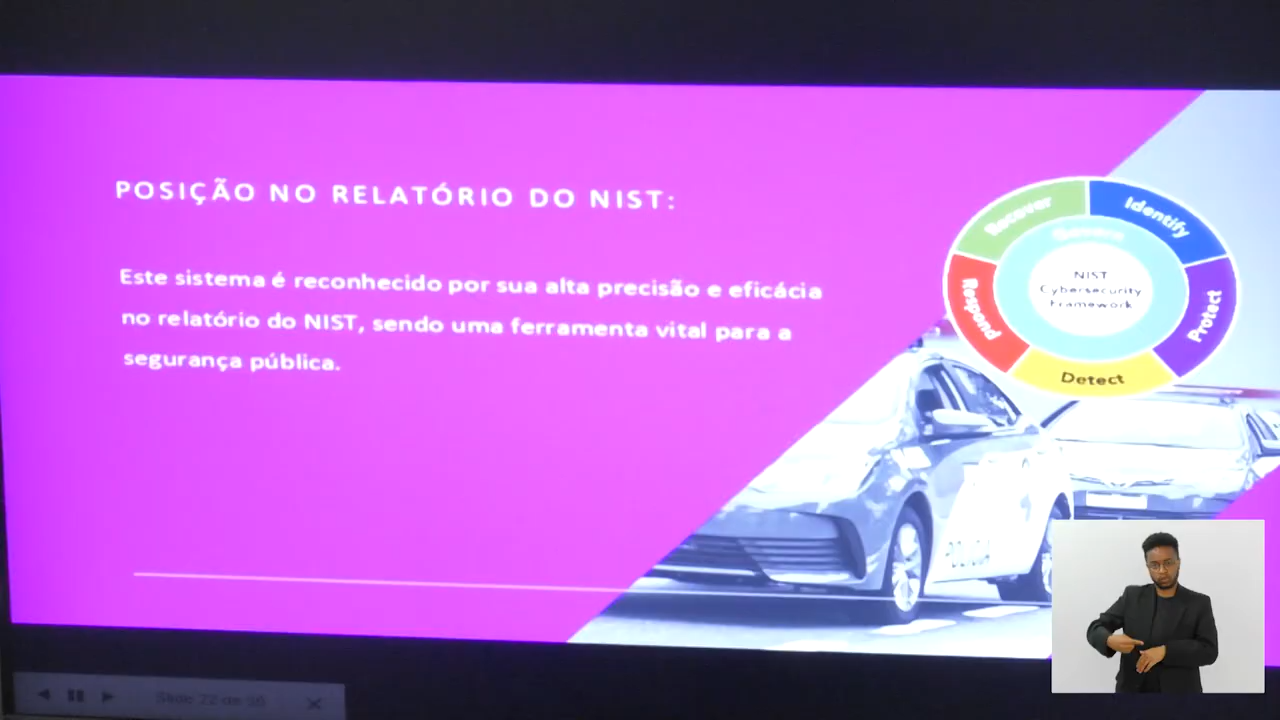 POSIÇÃO NO RELATÓRIO DO NIST:
Este sistema é reconhecido por sua alta precisão e eficácia
no relatório do NIST, sendo uma ferramenta vital para a
segurança pública.
Recover
Identify
NIST
Cybersecurity
Framework
Respond
Protect
Detect